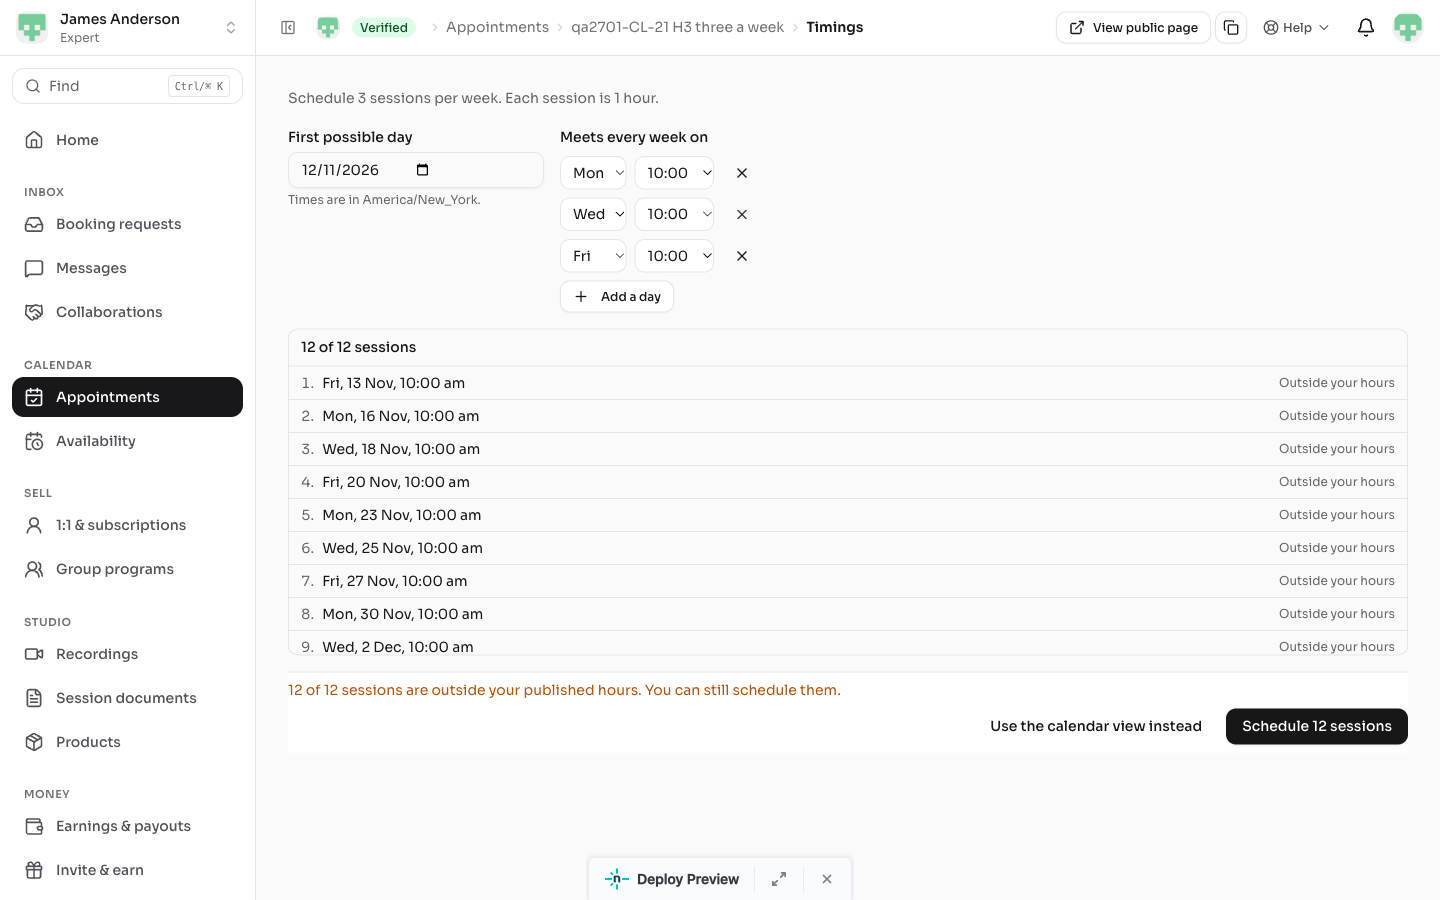 James Anderson
Expert
Verified
Appointments
qa2701-CL-21 H3 three a week
Timings
View public page
Help
Find
Ctrl/⌘ K
Home
INBOX
Booking requests
Messages
Collaborations
CALENDAR
Appointments
Availability
SELL
1:1 & subscriptions
Group programs
STUDIO
Recordings
Session documents
Products
MONEY
Earnings & payouts
Invite & earn
Schedule 3 sessions per week. Each session is 1 hour.
First possible day
12/11/2026
Times are in America/New_York.
Meets every week on
Mon 10:00
Wed 10:00
Fri 10:00
Add a day
12 of 12 sessions
1. Fri, 13 Nov, 10:00 am Outside your hours
2. Mon, 16 Nov, 10:00 am Outside your hours
3. Wed, 18 Nov, 10:00 am Outside your hours
4. Fri, 20 Nov, 10:00 am Outside your hours
5. Mon, 23 Nov, 10:00 am Outside your hours
6. Wed, 25 Nov, 10:00 am Outside your hours
7. Fri, 27 Nov, 10:00 am Outside your hours
8. Mon, 30 Nov, 10:00 am Outside your hours
9. Wed, 2 Dec, 10:00 am Outside your hours
12 of 12 sessions are outside your published hours. You can still schedule them.
Use the calendar view instead
Schedule 12 sessions
Deploy Preview